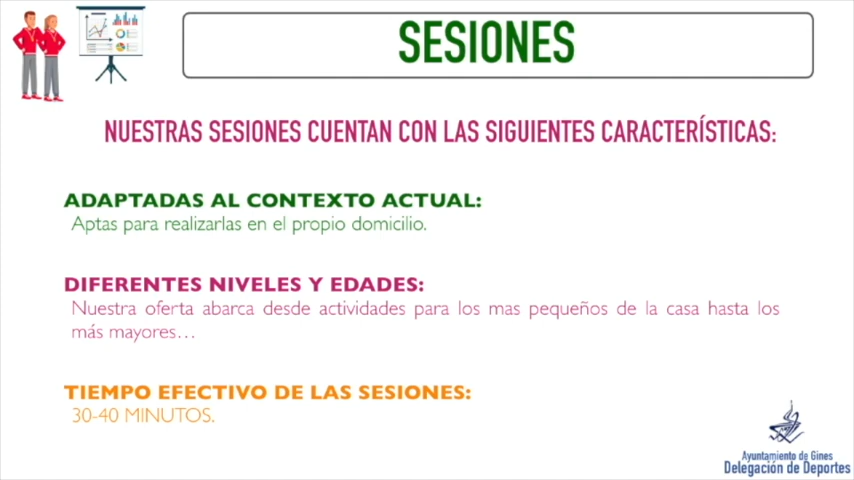 SESIONES
NUESTRAS SESIONES CUENTAN CON LAS SIGUIENTES CARACTERÍSTICAS:
ADAPTADAS AL CONTEXTO ACTUAL:
Aptas para realizarlas en el propio domicilio.
DIFERENTES NIVELES Y EDADES:
Nuestra oferta abarca desde actividades para los mas pequeños de la casa hasta los
más mayores…
TIEMPO EFECTIVO DE LAS SESIONES:
30-40 MINUTOS.
Ayuntamiento de Gines
Delegación de Deportes